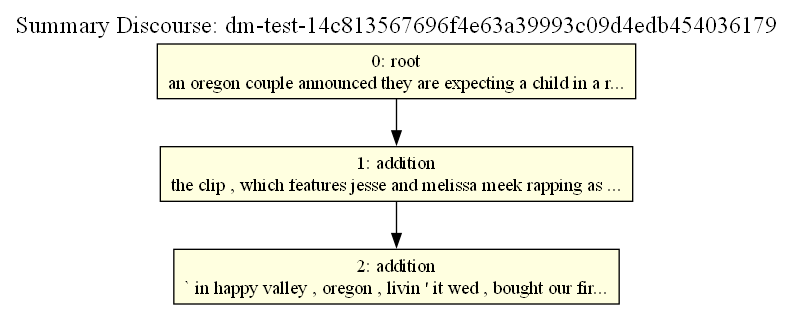 Summary Discourse: dm-test-14c813567696f4e63a39993c09d4edb454036179
0: root
an oregon couple announced they are expecting a child in a r...
1: addition
the clip , which features jesse and melissa meek rapping as ...
2: addition
` in happy valley , oregon , livin ' it wed , bought our fir...